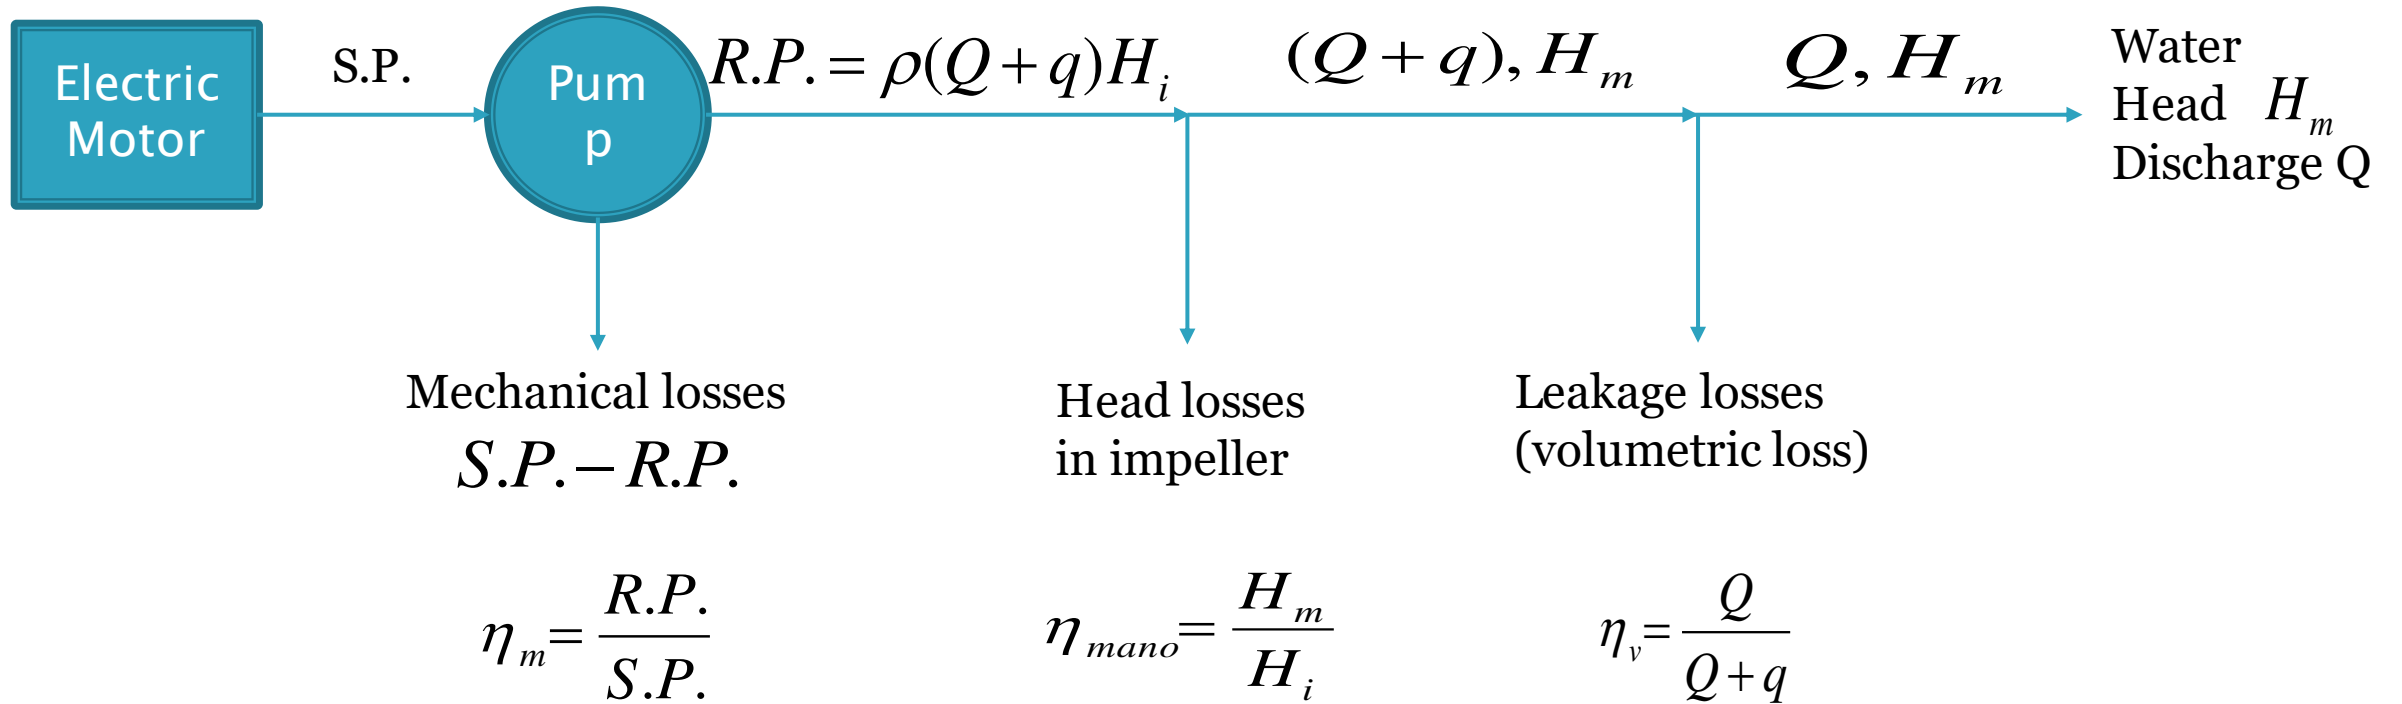 Electric
Motor
S.P.
Pum
p
R.P. = ρ(Q + q)H_i
(Q + q), H_m
Q, H_m
Water
Head H_m
Discharge Q
Mechanical losses
S.P. – R.P.
Head losses
in impeller
Leakage losses
(volumetric loss)
η_m = R.P. / S.P.
η_mano = H_m / H_i
η_v = Q / Q + q